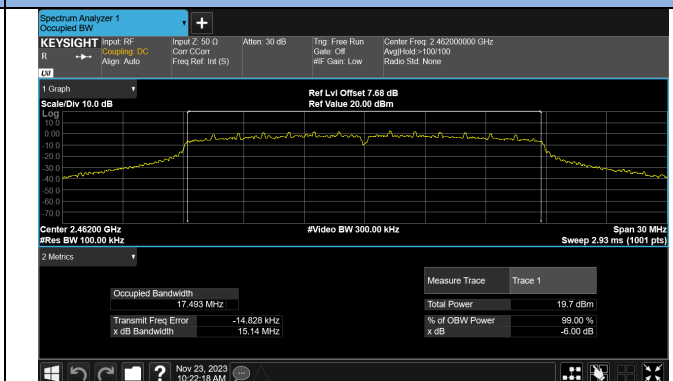 Spectrum Analyzer 1
Occupied BW
+
KEYSIGHT
R
LXI
Input: RF
Coupling: DC
Align: Auto
Input Z: 50 Ω
Corr CCorr
Freq Ref: Int (S)
Atten: 30 dB
Trig: Free Run
Gate: Off
#IF Gain: Low
Center Freq: 2.462000000 GHz
Avg|Hold:>100/100
Radio Std: None
1 Graph
Scale/Div 10.0 dB
Ref Lvl Offset 7.68 dB
Ref Value 20.00 dBm
Log
10.0
0.00
-10.0
-20.0
-30.0
-40.0
-50.0
-60.0
-70.0
Center 2.46200 GHz
#Res BW 100.00 kHz
#Video BW 300.00 kHz
Span 30 MHz
Sweep 2.93 ms (1001 pts)
2 Metrics
Occupied Bandwidth
17.493 MHz
Transmit Freq Error -14.828 kHz
x dB Bandwidth 15.14 MHz
Measure Trace Trace 1
Total Power 19.7 dBm
% of OBW Power 99.00 %
x dB -6.00 dB
?
Nov 23, 2023
10:22:18 AM